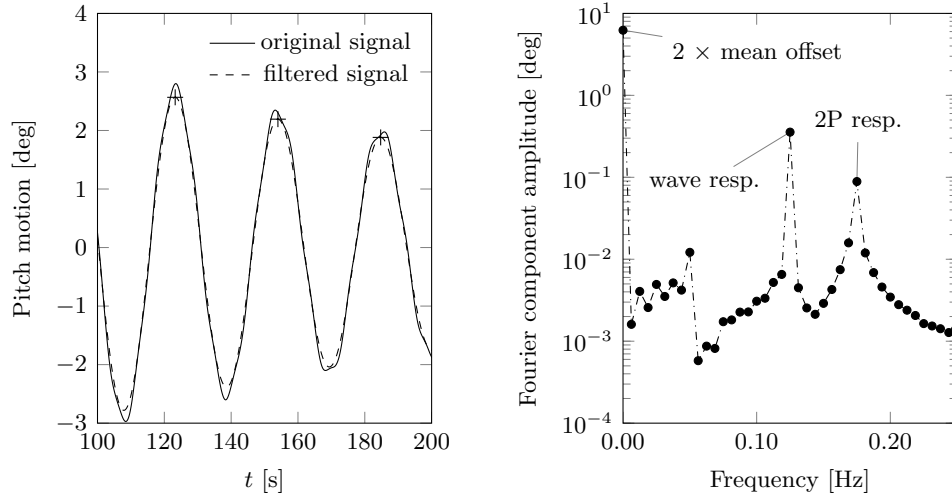 4
3
2
1
0
−1
−2
−3
100
120
140
160
180
200
t [s]
Pitch motion [deg]
original signal
filtered signal
10^1
10^0
10^−1
10^−2
10^−3
10^−4
0.00
0.10
0.20
Frequency [Hz]
Fourier component amplitude [deg]
2 × mean offset
2P resp.
wave resp.